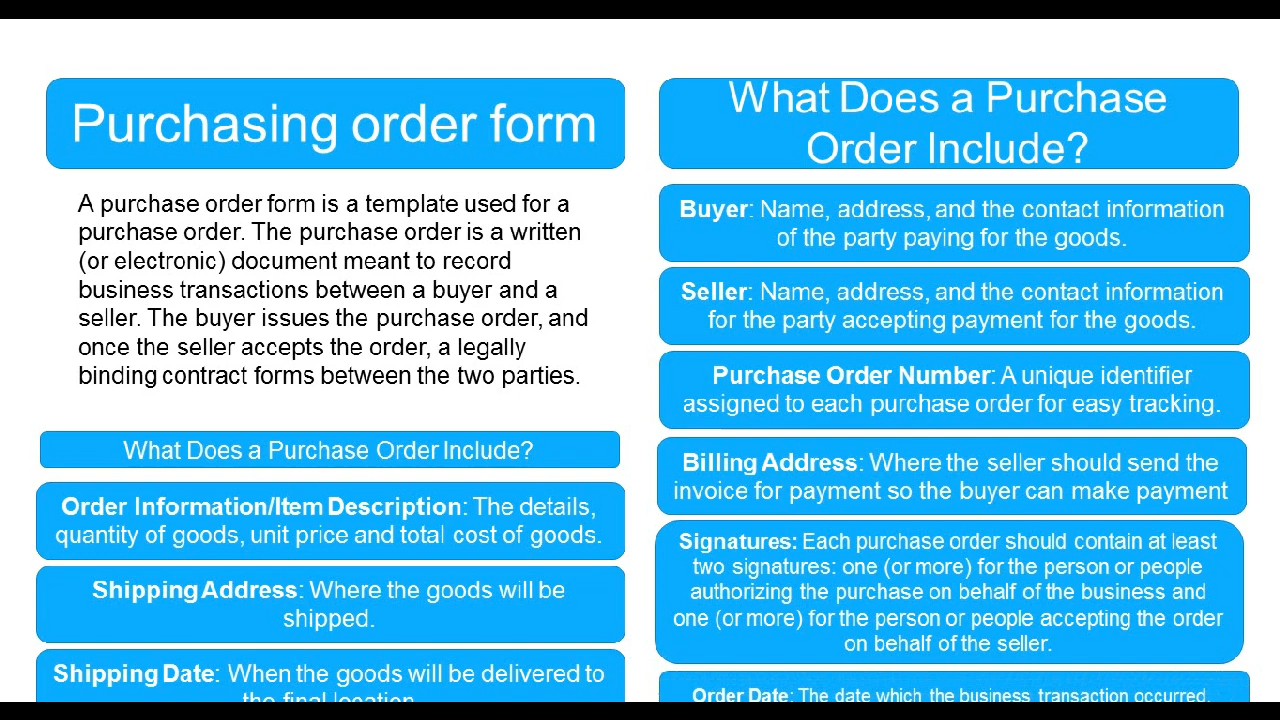 Purchasing order form
A purchase order form is a template used for a
purchase order. The purchase order is a written
(or electronic) document meant to record
business transactions between a buyer and a
seller. The buyer issues the purchase order, and
once the seller accepts the order, a legally
binding contract forms between the two parties.
What Does a Purchase Order Include?
Order Information/Item Description: The details,
quantity of goods, unit price and total cost of goods.
Shipping Address: Where the goods will be
shipped.
Shipping Date: When the goods will be delivered to
the final location
What Does a Purchase
Order Include?
Buyer: Name, address, and the contact information
of the party paying for the goods.
Seller: Name, address, and the contact information
for the party accepting payment for the goods.
Purchase Order Number: A unique identifier
assigned to each purchase order for easy tracking.
Billing Address: Where the seller should send the
invoice for payment so the buyer can make payment
Signatures: Each purchase order should contain at least
two signatures: one (or more) for the person or people
authorizing the purchase on behalf of the business and
one (or more) for the person or people accepting the order
on behalf of the seller.
Order Date: The date which the business transaction occurred.